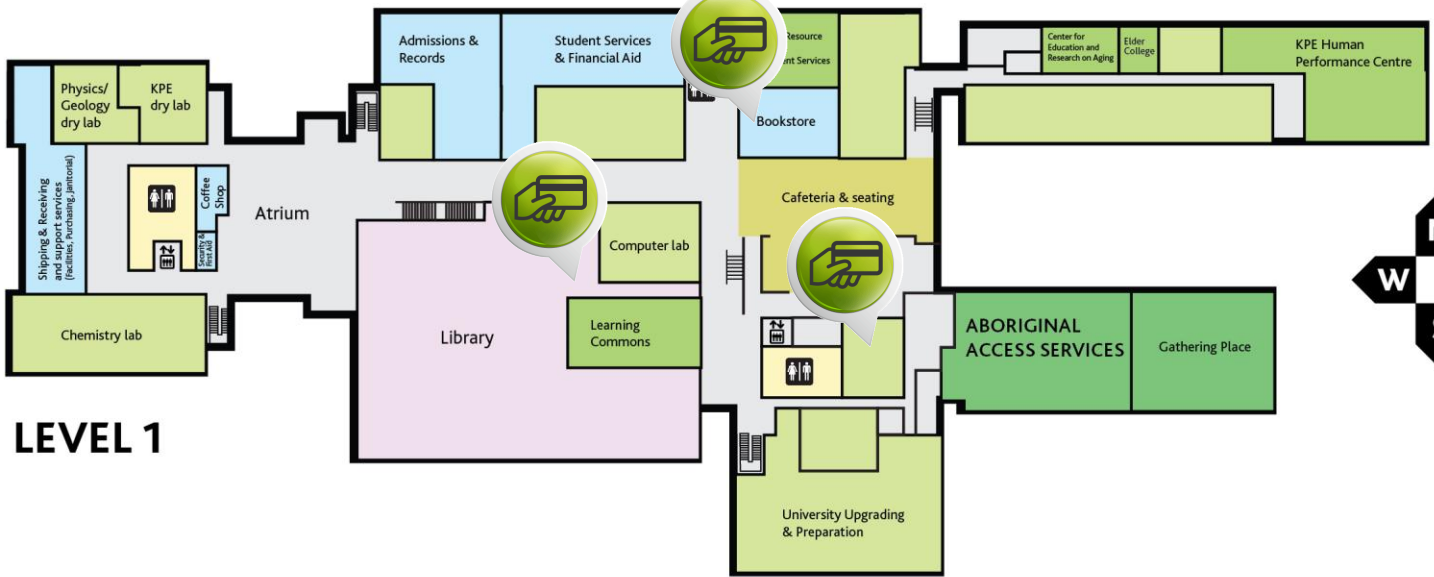 Admissions &
Records
Student Services
& Financial Aid
Resource
Services
Center for
Education and
Research on Aging
Elder
College
KPE Human
Performance Centre
Physics/
Geology
dry lab
KPE
dry lab
Bookstore
Shipping & Receiving
and support services
(Facilities, Purchasing, Janitorial)
Coffee
Shop
Security &
First Aid
Atrium
Cafeteria & seating
Computer lab
W
Chemistry lab
Library
Learning
Commons
ABORIGINAL
ACCESS SERVICES
Gathering Place
LEVEL 1
University Upgrading
& Preparation